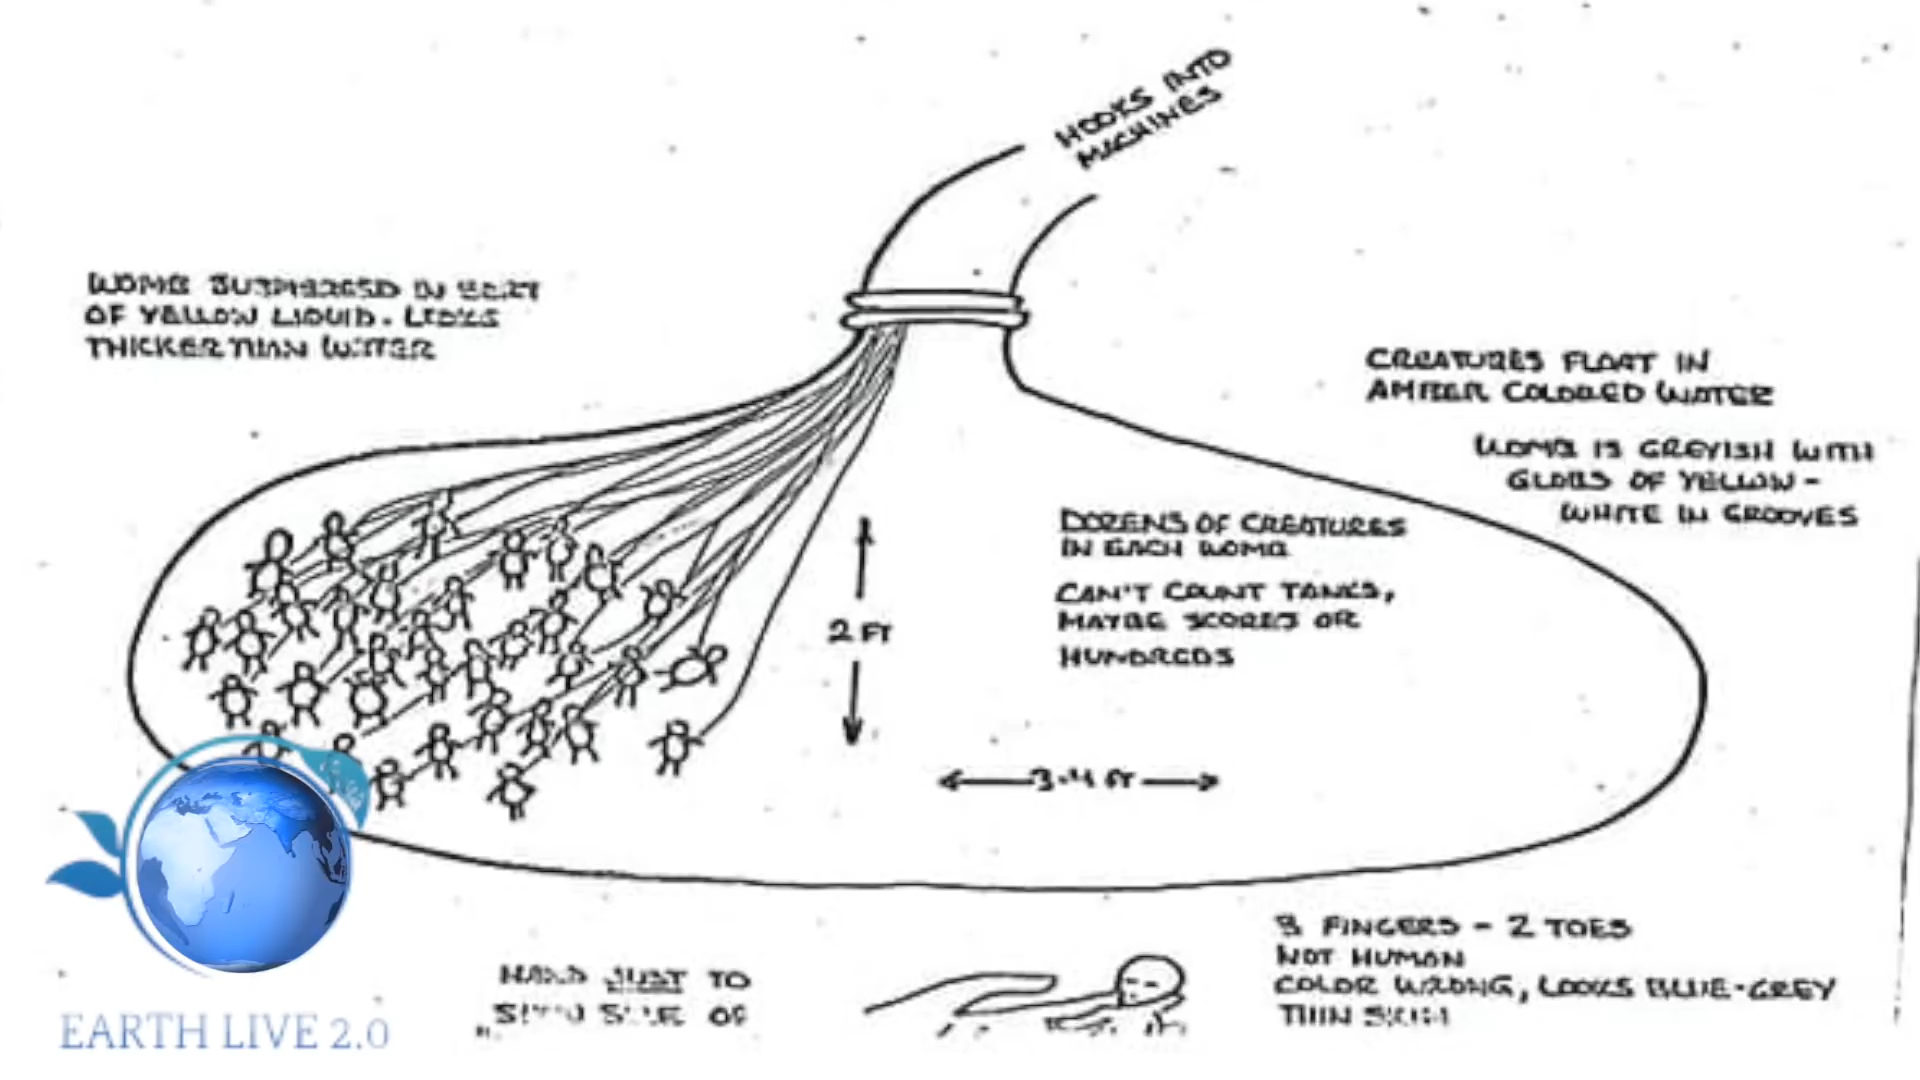 HOOKS INTO
MACHINES
WOMB SUBMERGED IN SORT
OF YELLOW LIQUID. LOOKS
THICKER THAN WATER
CREATURES FLOAT IN
AMBER COLORED WATER
WOMB IS GREYISH WITH
GLOBS OF YELLOW-
WHITE IN GROOVES
DOZENS OF CREATURES
IN EACH WOMB
CAN'T COUNT TANKS,
MAYBE SCORES OR
HUNDREDS
2 FT
3-4 FT
3 FINGERS - 2 TOES
NOT HUMAN
COLOR WRONG, LOOKS BLUE-GREY
THIN SKIN
HAND JUST TO
SHOW SIZE OF
EARTH LIVE 2.0